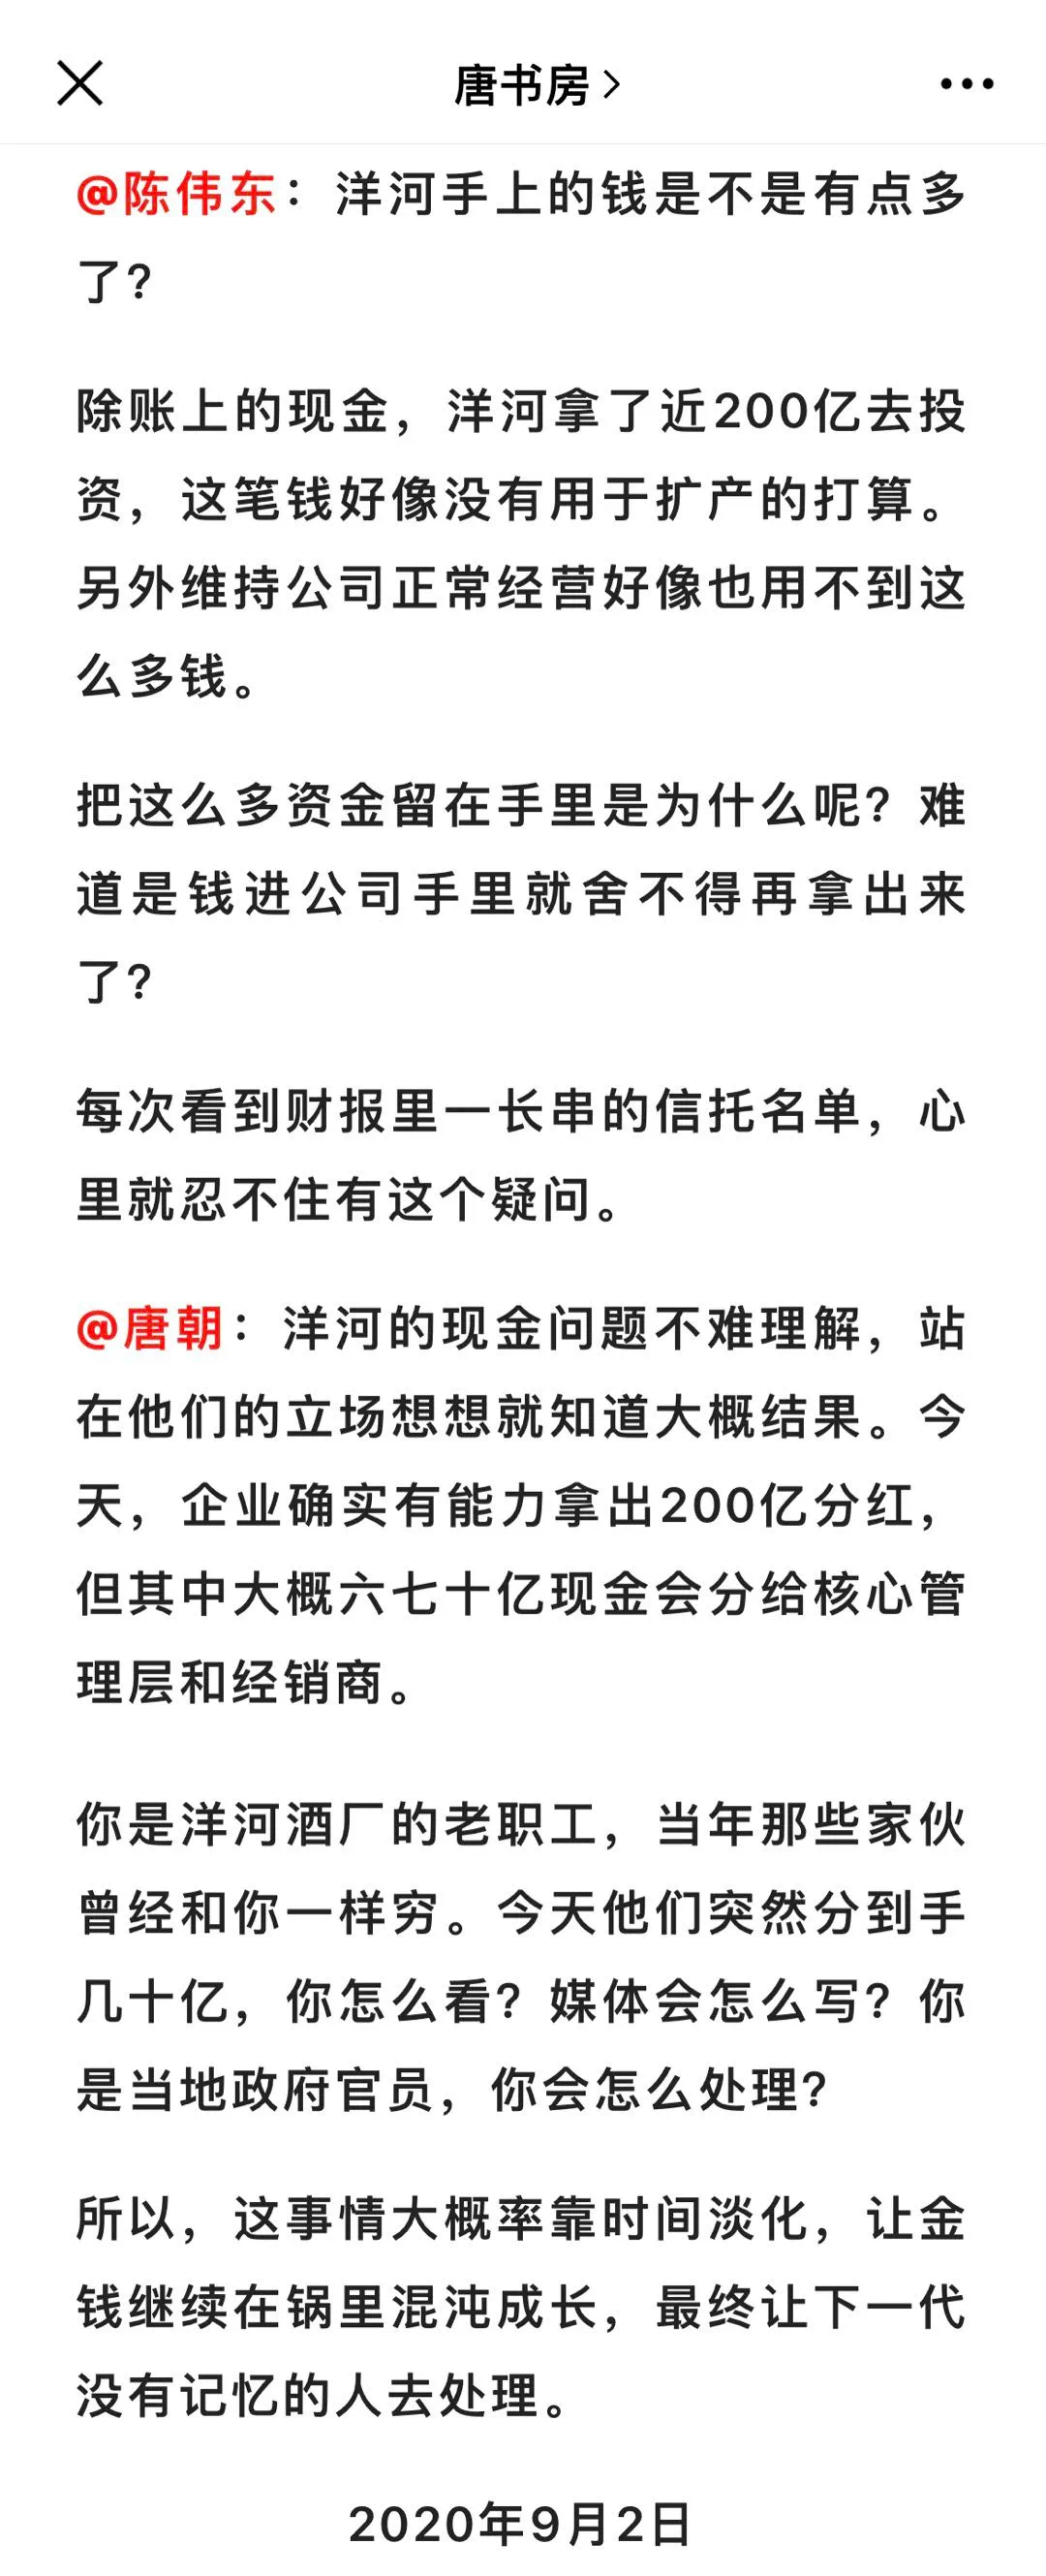 唐书房
@陈伟东：洋河手上的钱是不是有点多
了?
除账上的现金，洋河拿了近200亿去投
资，这笔钱好像没有用于扩产的打算。
另外维持公司正常经营好像也用不到这
么多钱。
把这么多资金留在手里是为什么呢? 难
道是钱进公司手里就舍不得再拿出来
了?
每次看到财报里一长串的信托名单，心
里就忍不住有这个疑问。
@唐朝：洋河的现金问题不难理解，站
在他们的立场想想就知道大概结果。今
天，企业确实有能力拿出200亿分红，
但其中大概六七十亿现金会分给核心管
理层和经销商。
你是洋河酒厂的老职工，当年那些家伙
曾经和你一样穷。今天他们突然分到手
几十亿，你怎么看? 媒体会怎么写? 你
是当地政府官员，你会怎么处理?
所以，这事情大概率靠时间淡化，让金
钱继续在锅里混沌成长，最终让下一代
没有记忆的人去处理。
2020年9月2日